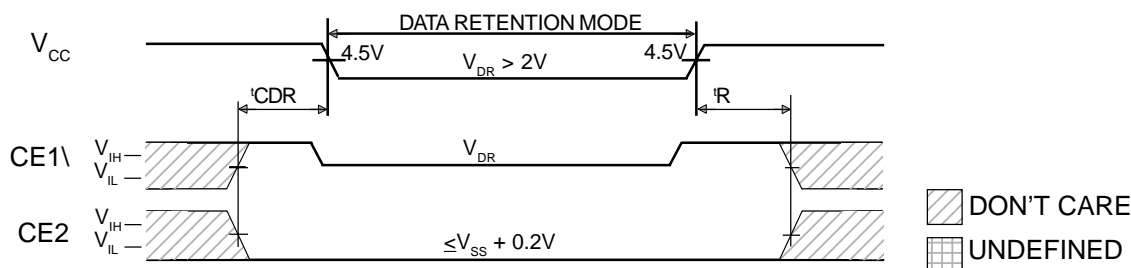 DATA RETENTION MODE
VCC
4.5V
VDR > 2V
4.5V
tCDR
tR
CE1\
VIH
VIL
VDR
CE2
VIH
VIL
≤VSS + 0.2V
DON'T CARE
UNDEFINED